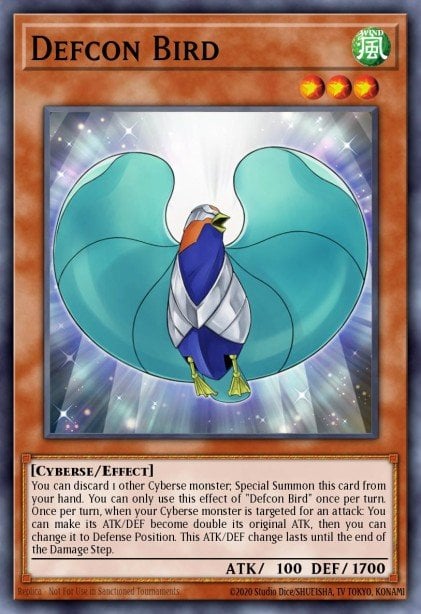 DEFCON BIRD
WIND
風
[CYBERSE/EFFECT]
You can discard 1 other Cyberse monster; Special Summon this card from
your hand. You can only use this effect of "Defcon Bird" once per turn.
Once per turn, when your Cyberse monster is targeted for an attack: You
can make its ATK/DEF become double its original ATK, then you can
change it to Defense Position. This ATK/DEF change lasts until the end of
the Damage Step.
ATK/ 100 DEF/1700
Replica - Not For Use in Sanctioned Tournaments
©2020 Studio Dice/SHUEISHA, TV TOKYO, KONAMI